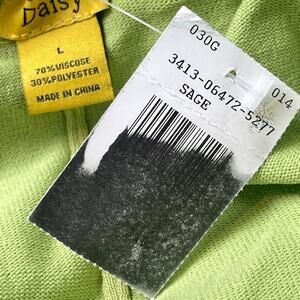 Daisy
L
70%VISCOSE
30%POLYESTER
MADE IN CHINA
030G
014
3413-06472-5277
SAGE